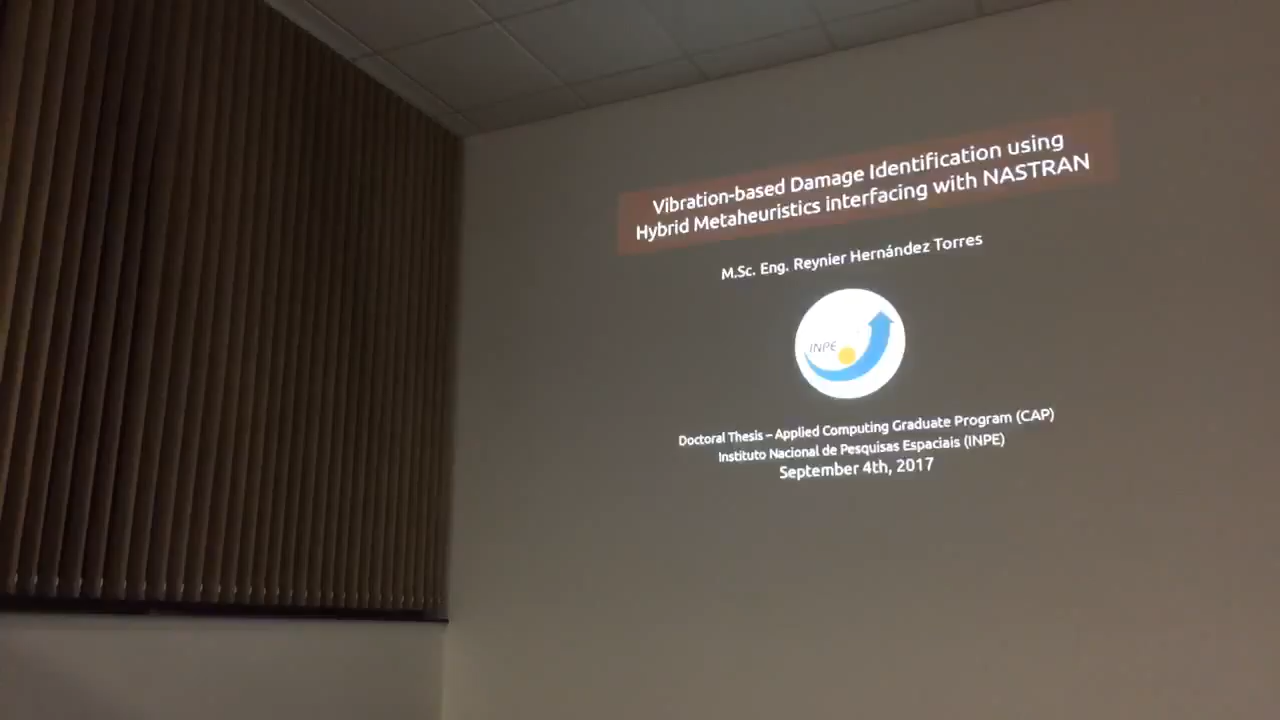 Vibration-based Damage Identification using
Hybrid Metaheuristics interfacing with NASTRAN
M.Sc. Eng. Reynier Hernández Torres
INPE
Doctoral Thesis – Applied Computing Graduate Program (CAP)
Instituto Nacional de Pesquisas Espaciais (INPE)
September 4th, 2017